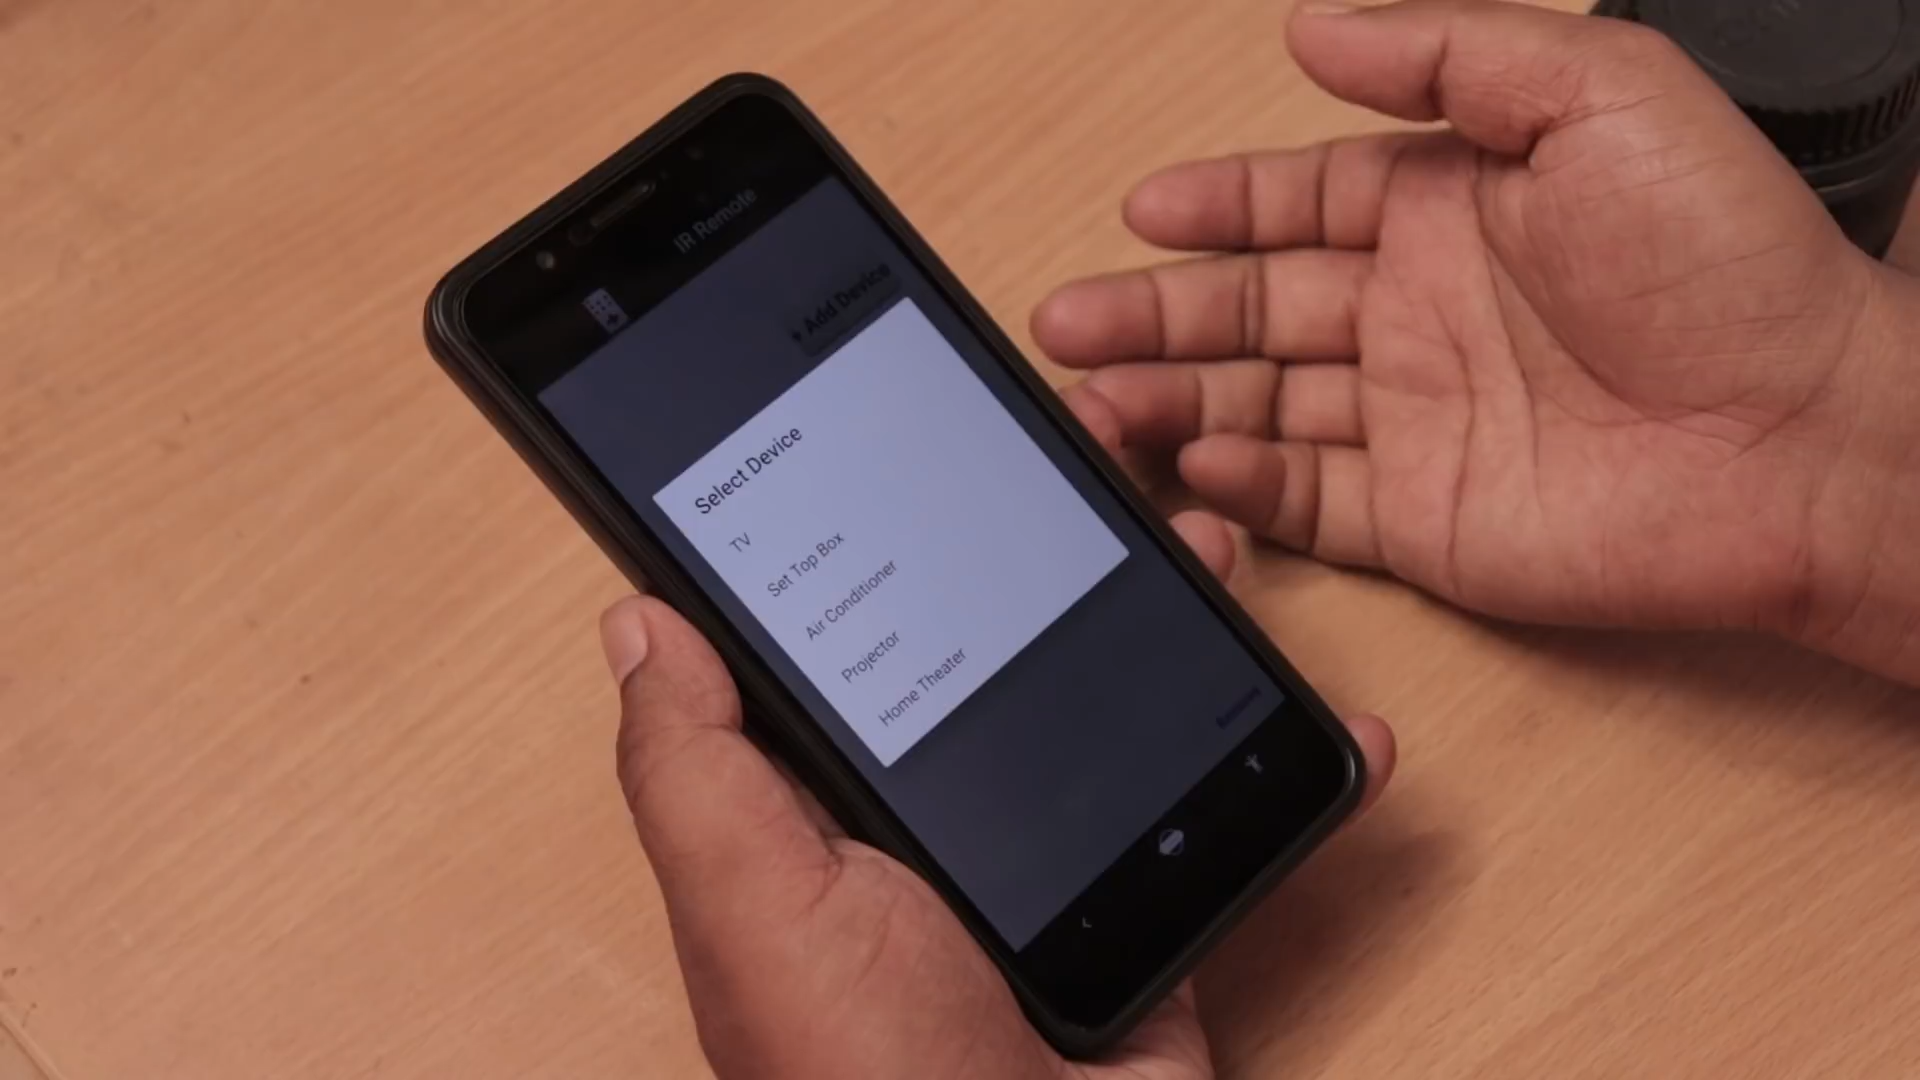 IR Remote
+ Add Device
Select Device
TV
Set Top Box
Air Conditioner
Projector
Home Theater